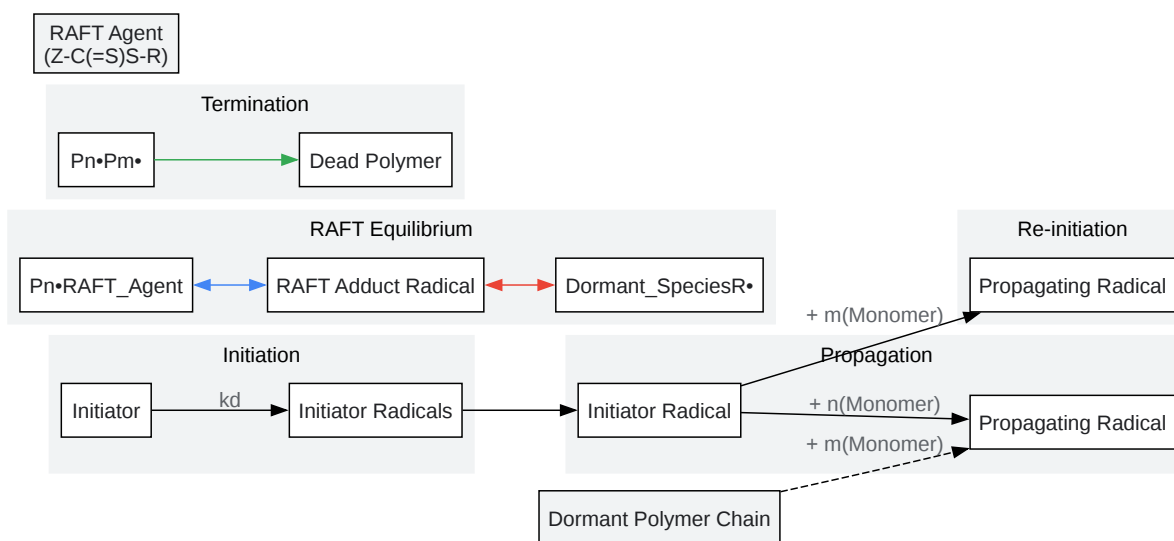 RAFT Agent
(Z-C(=S)S-R)
Termination
Pn•Pm•
Dead Polymer
RAFT Equilibrium
Re-initiation
Pn•RAFT_Agent
RAFT Adduct Radical
Dormant_SpeciesR•
Propagating Radical
+ m(Monomer)
Initiation
Propagation
Initiator
kd
Initiator Radicals
Initiator Radical
+ n(Monomer)
Propagating Radical
+ m(Monomer)
Dormant Polymer Chain